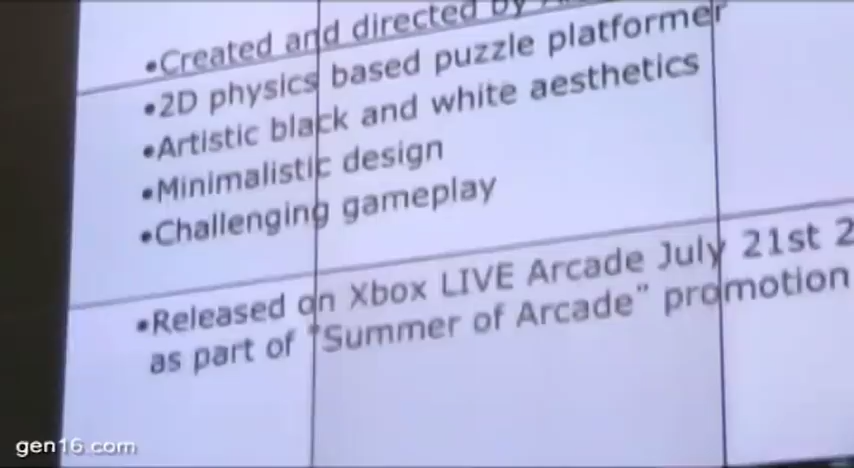 •Created and directed by
•2D physics based puzzle platformer
•Artistic black and white aesthetics
•Minimalistic design
•Challenging gameplay
•Released on Xbox LIVE Arcade July 21st 2
as part of "Summer of Arcade" promotion
gen16.com